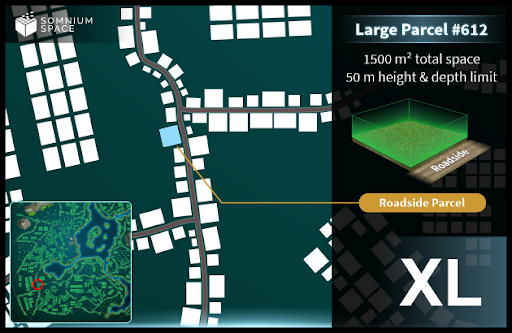 SOMNIUM
SPACE
Large Parcel #612
1500 m² total space
50 m height & depth limit
Roadside
Roadside Parcel
XL